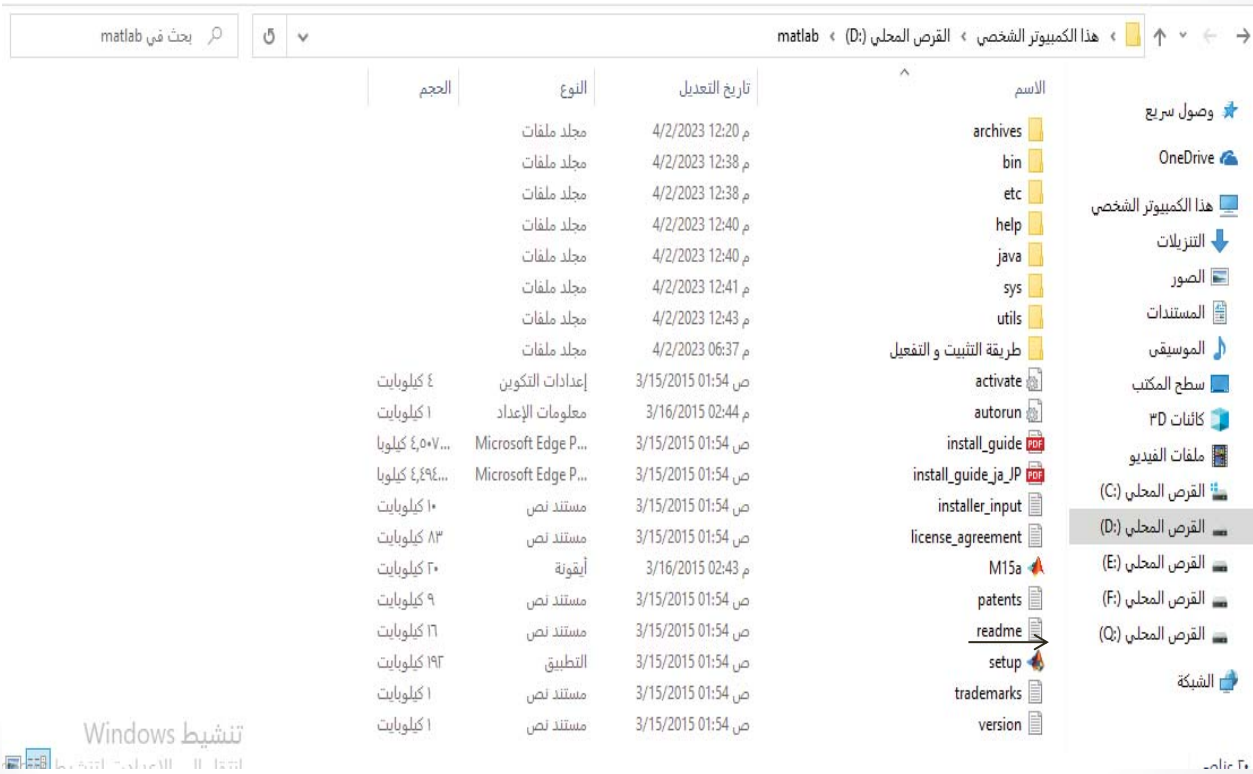 هذا الكمبيوتر الشخصي › القرص المحلي (D:) › matlab
بحث في matlab
الاسم تاريخ التعديل النوع الحجم
archives 4/2/2023 12:20 م مجلد ملفات
bin 4/2/2023 12:38 م مجلد ملفات
etc 4/2/2023 12:38 م مجلد ملفات
help 4/2/2023 12:40 م مجلد ملفات
java 4/2/2023 12:40 م مجلد ملفات
sys 4/2/2023 12:41 م مجلد ملفات
utils 4/2/2023 12:43 م مجلد ملفات
طريقة التثبيت و التفعيل 4/2/2023 06:37 م مجلد ملفات
activate 3/15/2015 01:54 ص إعدادات التكوين ٤ كيلوبايت
autorun 3/16/2015 02:44 م معلومات الإعداد ١ كيلوبايت
install_guide 3/15/2015 01:54 ص Microsoft Edge P... ٤,٥٠٧ كيلوبا...
install_guide_ja_JP 3/15/2015 01:54 ص Microsoft Edge P... ٤,٤٩٤ كيلوبا...
installer_input 3/15/2015 01:54 ص مستند نص ١٠ كيلوبايت
license_agreement 3/15/2015 01:54 ص مستند نص ٨٣ كيلوبايت
M15a 3/16/2015 02:43 م أيقونة ٢٠ كيلوبايت
patents 3/15/2015 01:54 ص مستند نص ٩ كيلوبايت
readme 3/15/2015 01:54 ص مستند نص ١٦ كيلوبايت
setup 3/15/2015 01:54 ص التطبيق ١٩٢ كيلوبايت
trademarks 3/15/2015 01:54 ص مستند نص ١ كيلوبايت
version 3/15/2015 01:54 ص مستند نص ١ كيلوبايت
وصول سريع
OneDrive
هذا الكمبيوتر الشخصي
التنزيلات
الصور
المستندات
الموسيقى
سطح المكتب
كائنات ٣D
ملفات الفيديو
القرص المحلي (C:)
القرص المحلي (D:)
القرص المحلي (E:)
القرص المحلي (F:)
القرص المحلي (Q:)
الشبكة
تنشيط Windows